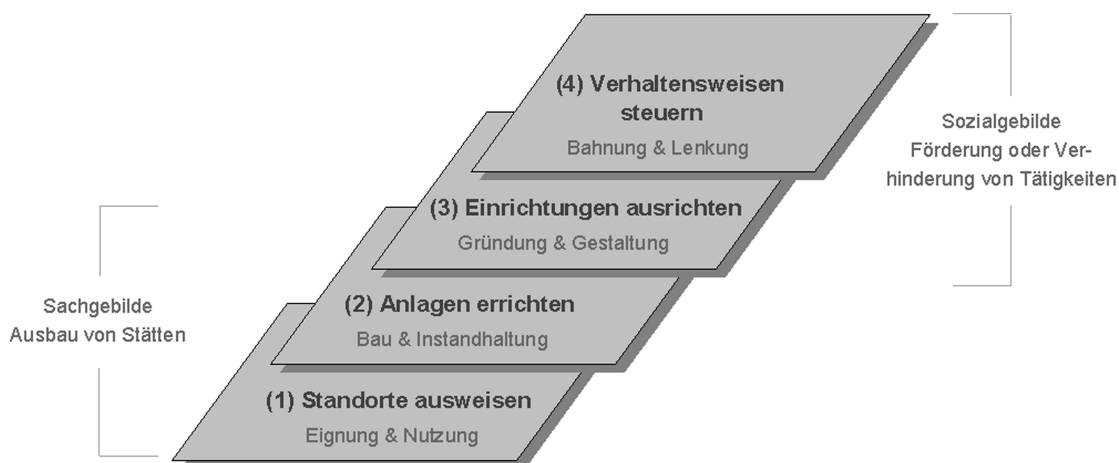 (4) Verhaltensweisen
steuern
Bahnung & Lenkung
Sozialgebilde
Förderung oder Ver-
hinderung von Tätigkeiten
(3) Einrichtungen ausrichten
Gründung & Gestaltung
(2) Anlagen errichten
Bau & Instandhaltung
Sachgebilde
Ausbau von Stätten
(1) Standorte ausweisen
Eignung & Nutzung